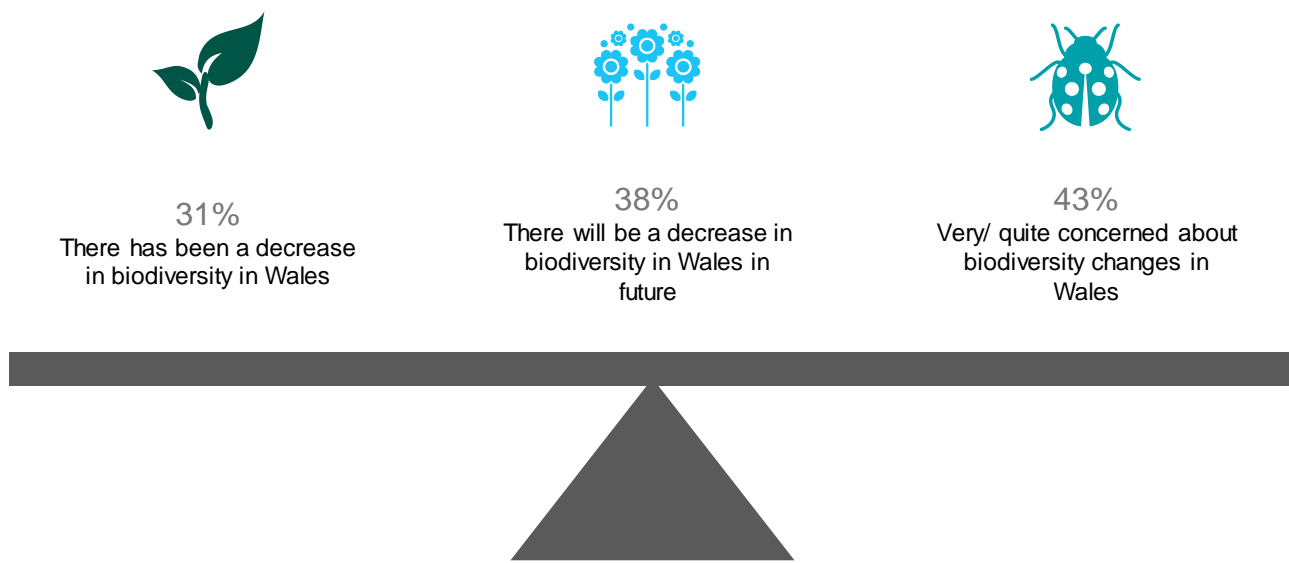 31%
There has been a decrease
in biodiversity in Wales
38%
There will be a decrease in
biodiversity in Wales in
future
43%
Very/ quite concerned about
biodiversity changes in
Wales